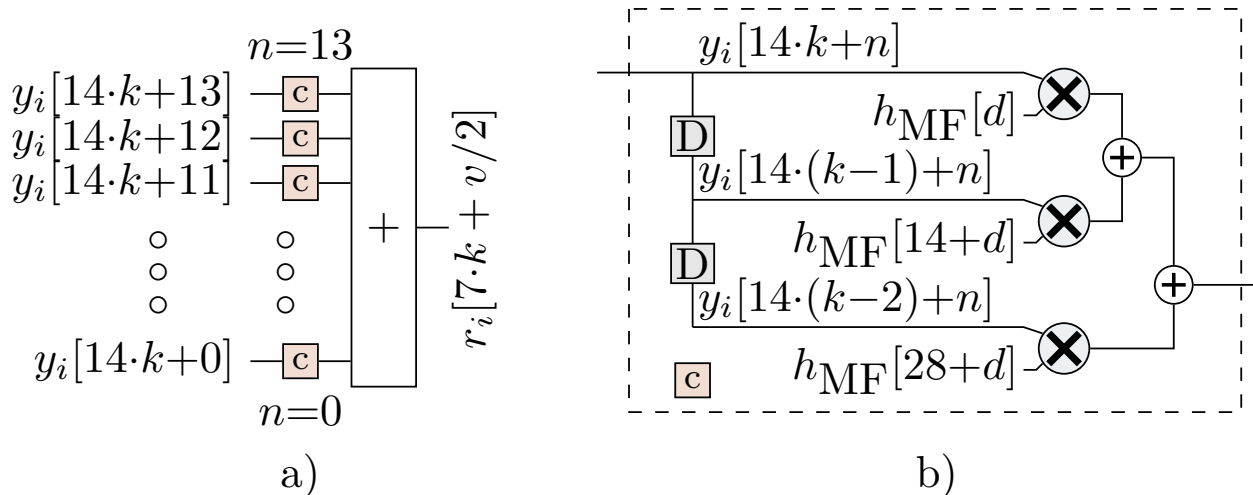 n=13
y_i[14·k+13] c
y_i[14·k+12] c
y_i[14·k+11] c
+
r_i[7·k + v/2]
y_i[14·k+0] c
n=0
a)
y_i[14·k+n]
h_MF[d]
D
y_i[14·(k−1)+n]
h_MF[14+d]
D
y_i[14·(k−2)+n]
h_MF[28+d]
c
+
+
b)